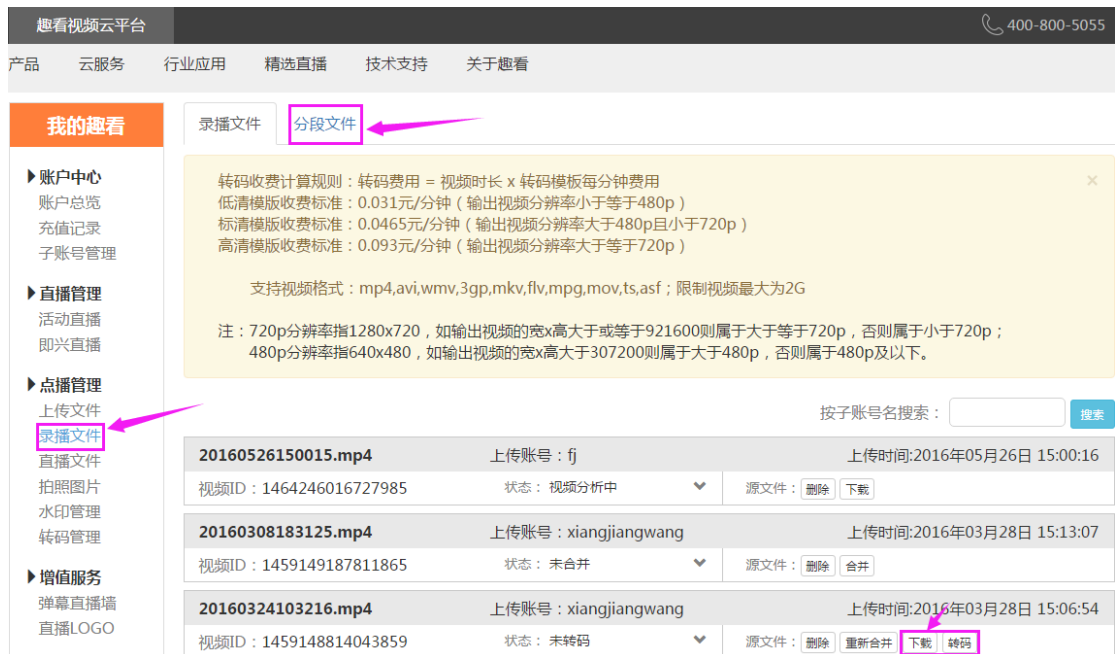 趣看视频云平台
400-800-5055
产品 云服务 行业应用 精选直播 技术支持 关于趣看
我的趣看
▶账户中心
账户总览
充值记录
子账号管理
▶直播管理
活动直播
即兴直播
▶点播管理
上传文件
录播文件
直播文件
拍照图片
水印管理
转码管理
▶增值服务
弹幕直播墙
直播LOGO
录播文件 分段文件
转码收费计算规则：转码费用 = 视频时长 x 转码模板每分钟费用 ×
低清模版收费标准：0.031元/分钟（输出视频分辨率小于等于480p）
标清模版收费标准：0.0465元/分钟（输出视频分辨率大于480p且小于720p）
高清模版收费标准：0.093元/分钟（输出视频分辨率大于等于720p）
支持视频格式：mp4,avi,wmv,3gp,mkv,flv,mpg,mov,ts,asf；限制视频最大为2G
注：720p分辨率指1280x720，如输出视频的宽x高大于或等于921600则属于大于等于720p，否则属于小于720p；
480p分辨率指640x480，如输出视频的宽x高大于307200则属于大于480p，否则属于480p及以下。
按子账号名搜索： 搜索
20160526150015.mp4 上传账号：fj 上传时间:2016年05月26日 15:00:16
视频ID：1464246016727985 状态： 视频分析中 源文件： 删除 下载
20160308183125.mp4 上传账号：xiangjiangwang 上传时间:2016年03月28日 15:13:07
视频ID：1459149187811865 状态： 未合并 源文件： 删除 合并
20160324103216.mp4 上传账号：xiangjiangwang 上传时间:2016年03月28日 15:06:54
视频ID：1459148814043859 状态： 未转码 源文件： 删除 重新合并 下载 转码